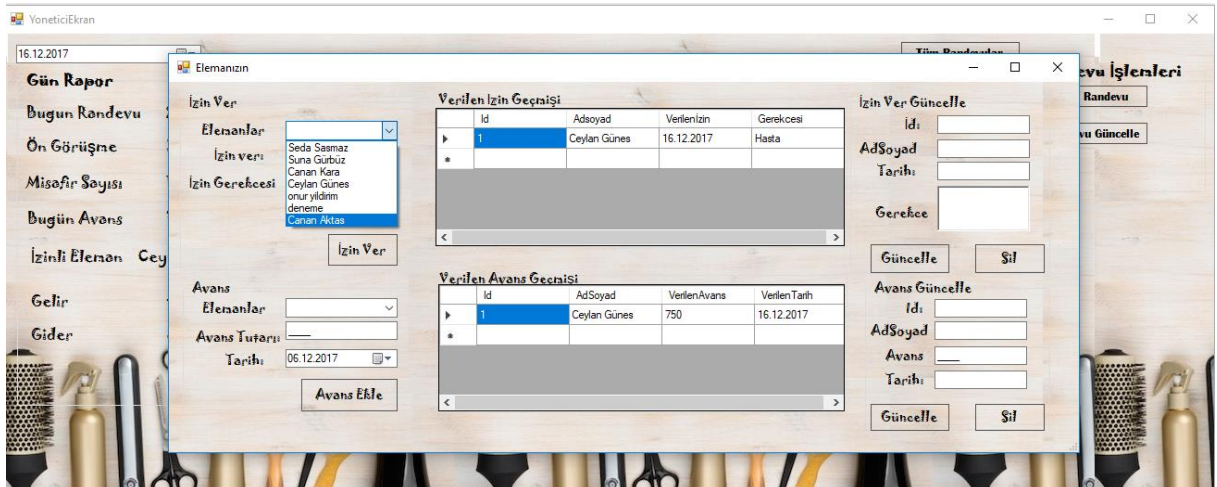 YoneticiEkran
16.12.2017
Gün Rapor
Bugun Randevu
Ön Görüşme
Misafir Sayısı
Bugün Avans
İzinli Eleman Cey
Gelir
Gider
Tüm Randevular
evu İşlemleri
Randevu
vu Güncelle
Elemanızın
İzin Ver
Elemanlar
Seda Sasmaz
Suna Gürbüz
Canan Kara
Ceylan Günes
onur yildirim
deneme
Canan Aktas
İzin ver:
İzin Gerekcesi
İzin Ver
Avans
Elemanlar
Avans Tutarı:
Tarih: 06.12.2017
Avans Ekle
Verilen Izin Geçmişi
Id Adsoyad Verilenİzin Gerekcesi
1 Ceylan Günes 16.12.2017 Hasta
Verilen Avans Geçmişi
Id AdSoyad VerilenAvans VerilenTarih
1 Ceylan Günes 750 16.12.2017
İzin Ver Güncelle
İd:
AdSoyad
Tarih:
Gerekce
Güncelle Sil
Avans Güncelle
İd:
AdSoyad
Avans
Tarih:
Güncelle Sil